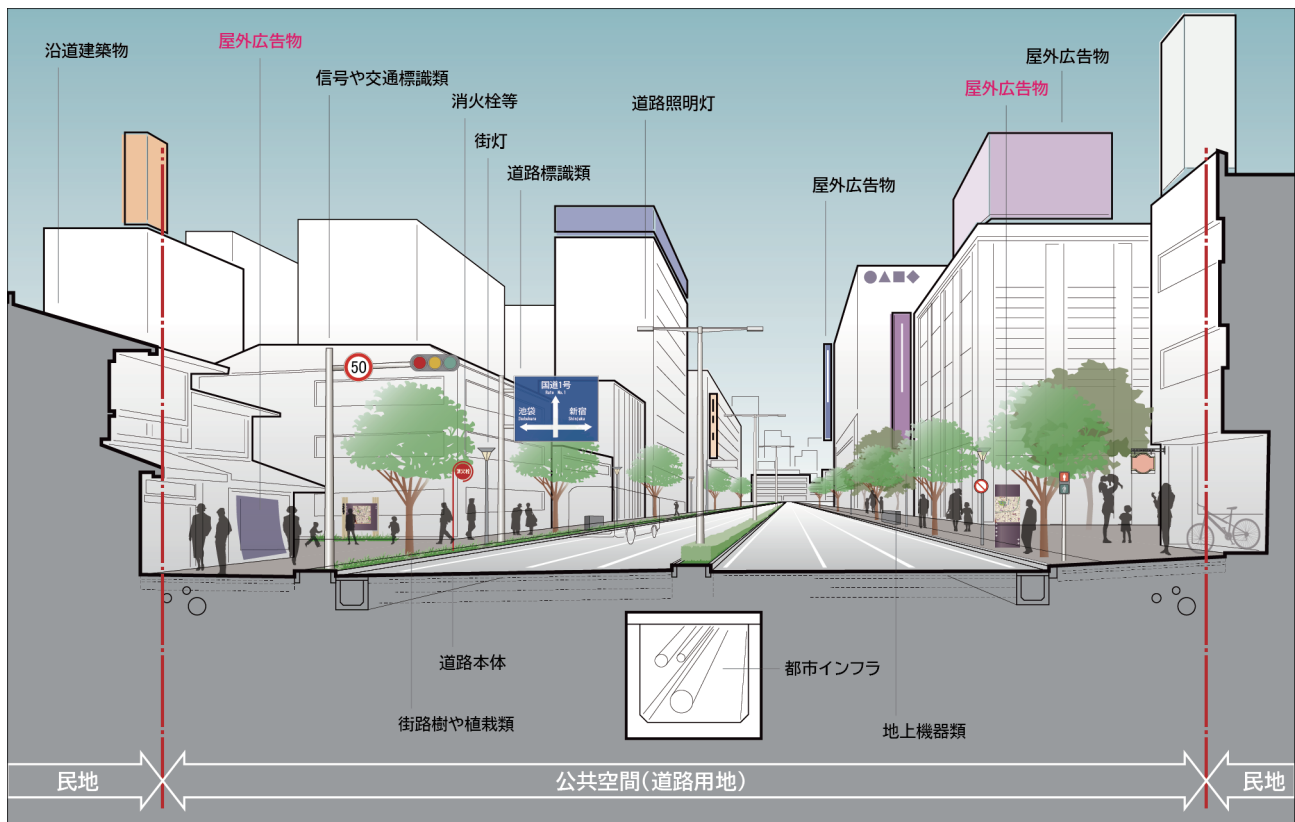 沿道建築物
屋外広告物
信号や交通標識類
消火栓等
街灯
道路標識類
道路照明灯
屋外広告物
屋外広告物
屋外広告物
50
国道1号
池袋
新宿
道路本体
街路樹や植栽類
都市インフラ
地上機器類
民地
公共空間(道路用地)
民地